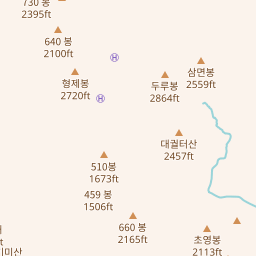 730 봉
2395ft
640 봉
2100ft
H
형제봉
2720ft
H
두루봉
2864ft
삼면봉
2559ft
대궐터산
2457ft
510봉
1673ft
459 봉
1506ft
660 봉
2165ft
초영봉
2113ft